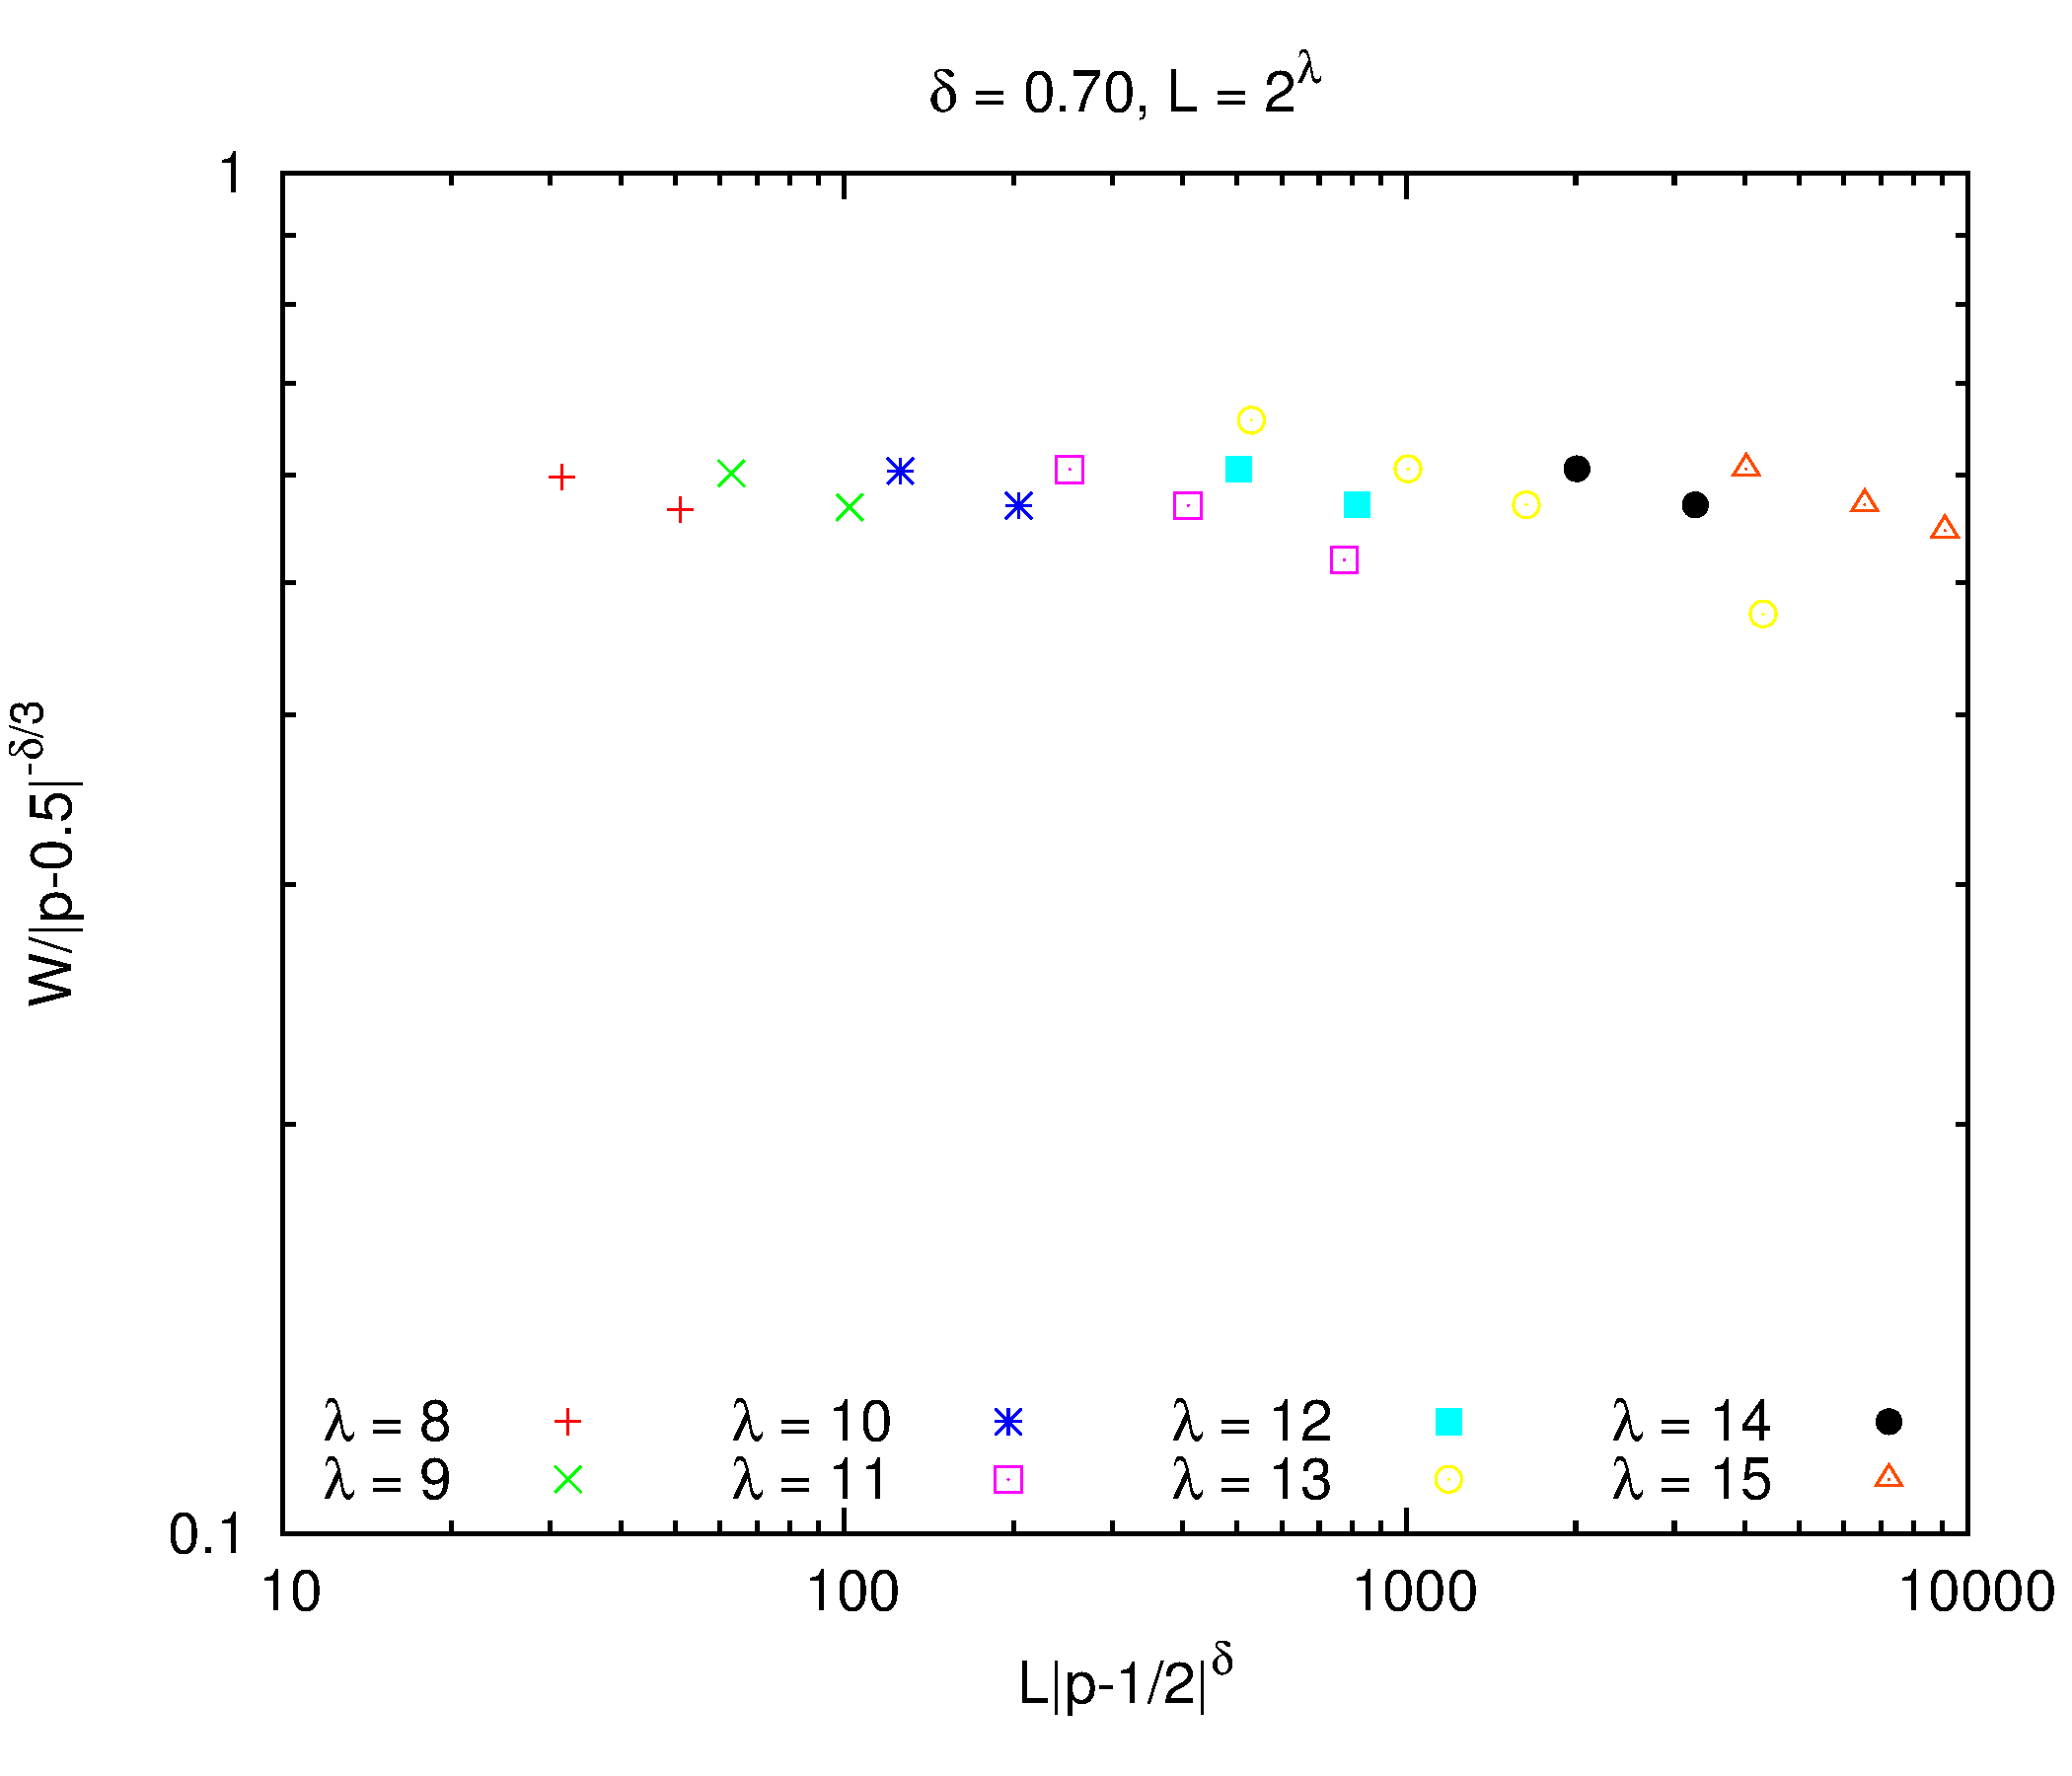 δ = 0.70, L = 2^λ
1
W/|p-0.5|^-δ/3
λ = 8 λ = 10 λ = 12 λ = 14
λ = 9 λ = 11 λ = 13 λ = 15
0.1
10 100 1000 10000
L|p-1/2|^δ